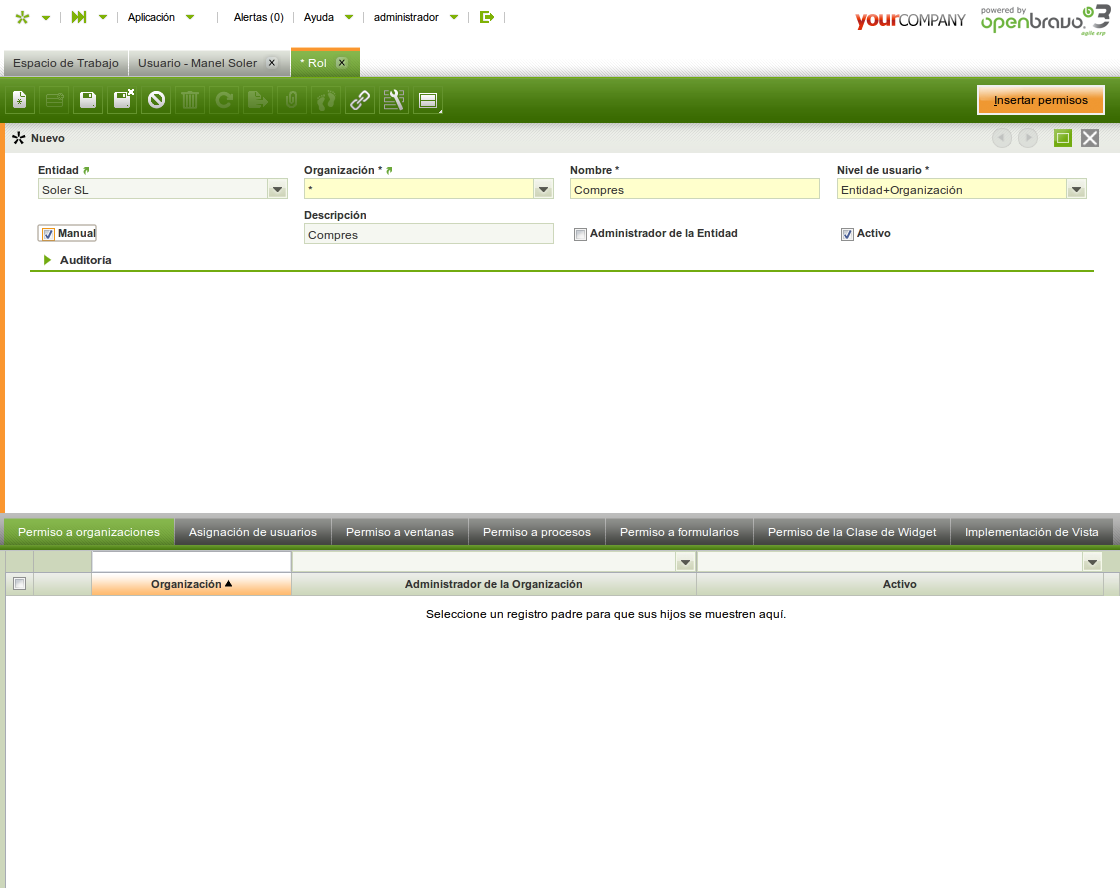 Aplicación Alertas (0) Ayuda administrador yourCOMPANY powered by openbravo. 3 agile erp
Espacio de Trabajo Usuario - Manel Soler x * Rol x
Insertar permisos
Nuevo
Entidad Organización * Nombre * Nivel de usuario *
Soler SL * Compres Entidad+Organización
Descripción
Manual Compres Administrador de la Entidad Activo
Auditoría
Permiso a organizaciones Asignación de usuarios Permiso a ventanas Permiso a procesos Permiso a formularios Permiso de la Clase de Widget Implementación de Vista
Organización Administrador de la Organización Activo
Seleccione un registro padre para que sus hijos se muestren aquí.